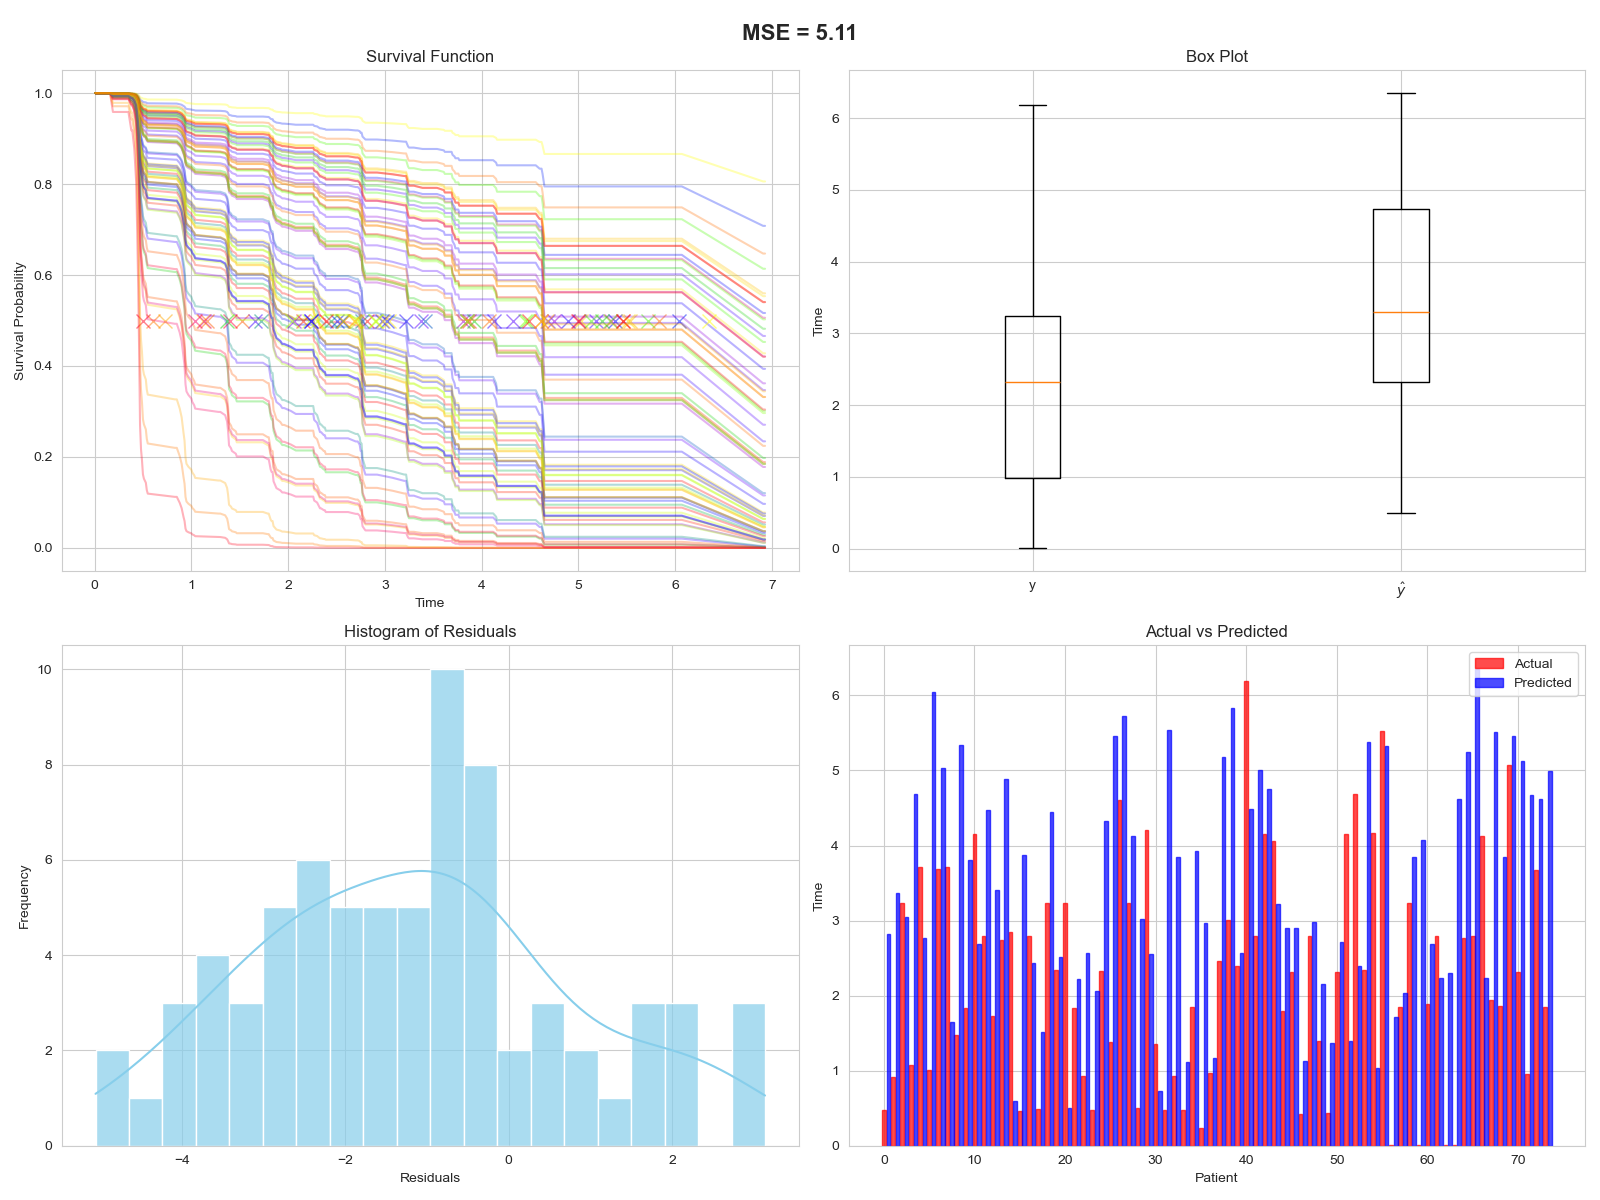 MSE = 5.11
Survival Function
1.0
0.8
0.6
0.4
0.2
0.0
Survival Probability
0 1 2 3 4 5 6 7
Time
Box Plot
6
5
4
3
2
1
0
Time
y ŷ
Histogram of Residuals
10
8
6
4
2
0
Frequency
−4 −2 0 2
Residuals
Actual vs Predicted
Actual
Predicted
6
5
4
3
2
1
0
Time
0 10 20 30 40 50 60 70
Patient